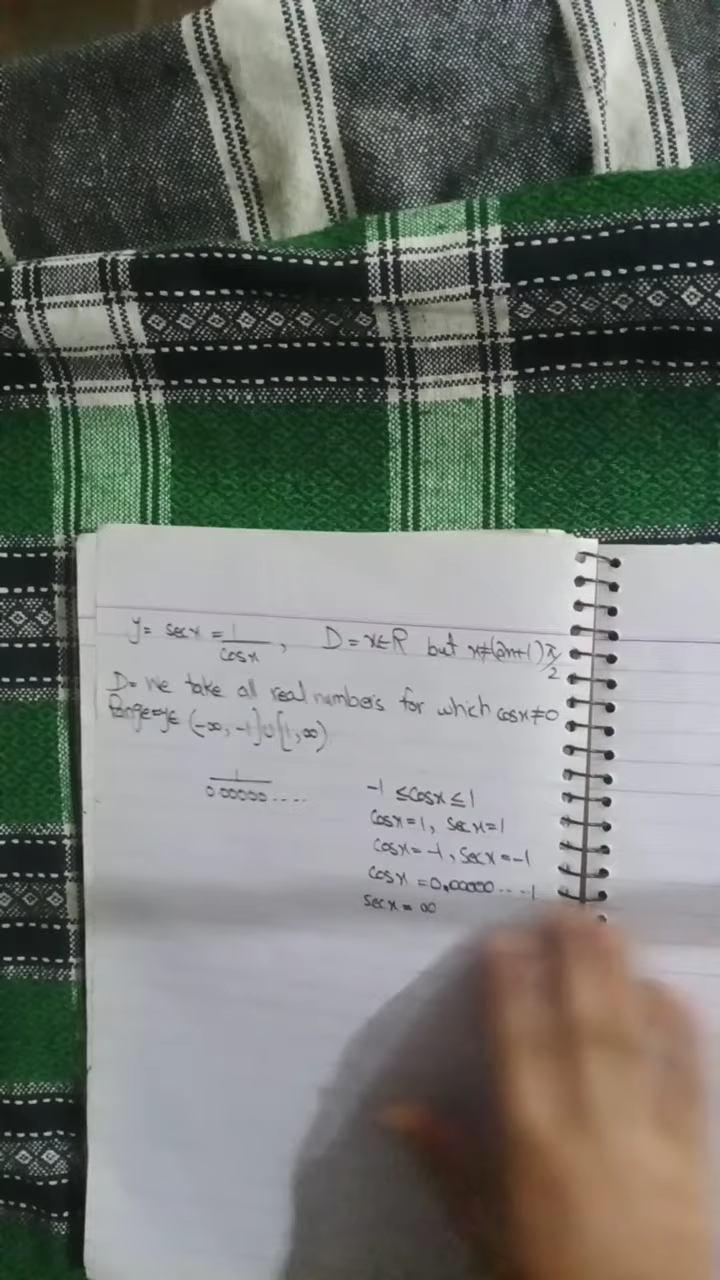 y = sec x = 1/cos x , D = x ∈ R but x ≠ (2n+1) π/2
D = We take all real numbers for which cos x ≠ 0
Range = y ∈ (-∞, -1] ∪ [1, ∞)
1/0.00000....
-1 ≤ cos x ≤ 1
cos x = 1, sec x = 1
cos x = -1, sec x = -1
cos x = 0.00000...-1
sec x = ∞